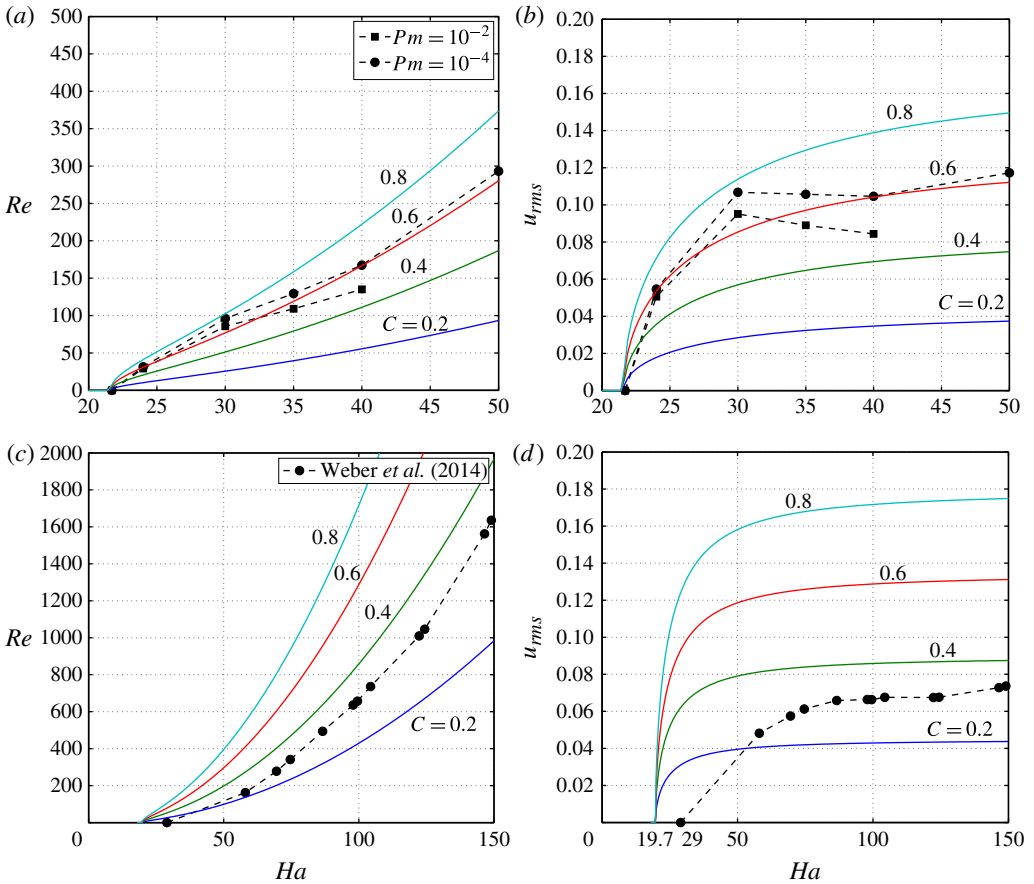 (a)
500
450
400
350
300
250
200
150
100
50
0
Re
Pm = 10⁻²
Pm = 10⁻⁴
0.8
0.6
0.4
C = 0.2
20 25 30 35 40 45 50
(b)
0.20
0.18
0.16
0.14
0.12
0.10
0.08
0.06
0.04
0.02
0
u_rms
0.8
0.6
0.4
C = 0.2
20 25 30 35 40 45 50
(c)
2000
1800
1600
1400
1200
1000
800
600
400
200
Re
Weber et al. (2014)
0.8
0.6
0.4
C = 0.2
0 50 100 150
Ha
(d)
0.20
0.18
0.16
0.14
0.12
0.10
0.08
0.06
0.04
0.02
u_rms
0.8
0.6
0.4
C = 0.2
0 19.7 29 50 100 150
Ha